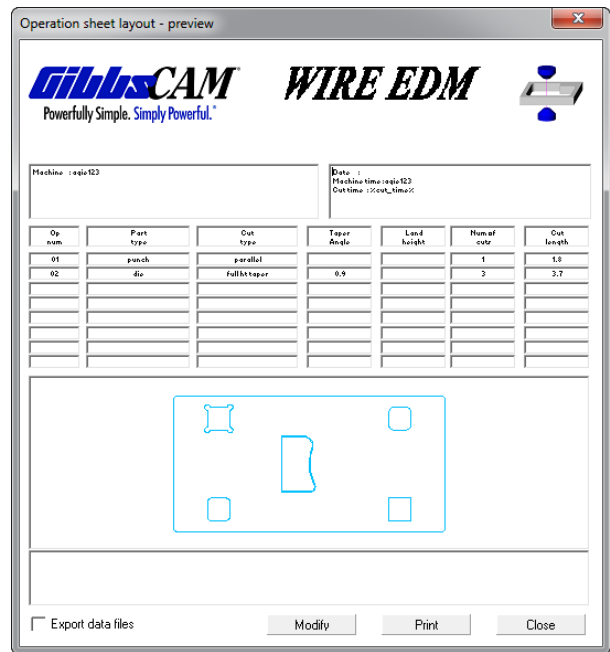 Operation sheet layout - preview
GibbsCAM WIRE EDM
Powerfully Simple. Simply Powerful.®
Machine : agie123
Date :
Machine time :agie123
Cut time : %cut_time%
Op num Part type Cut type Taper Angle Land height Num of cuts Cut length
01 punch parallel 1 1.8
02 die full ht taper 0.9 3 3.7
Export data files Modify Print Close